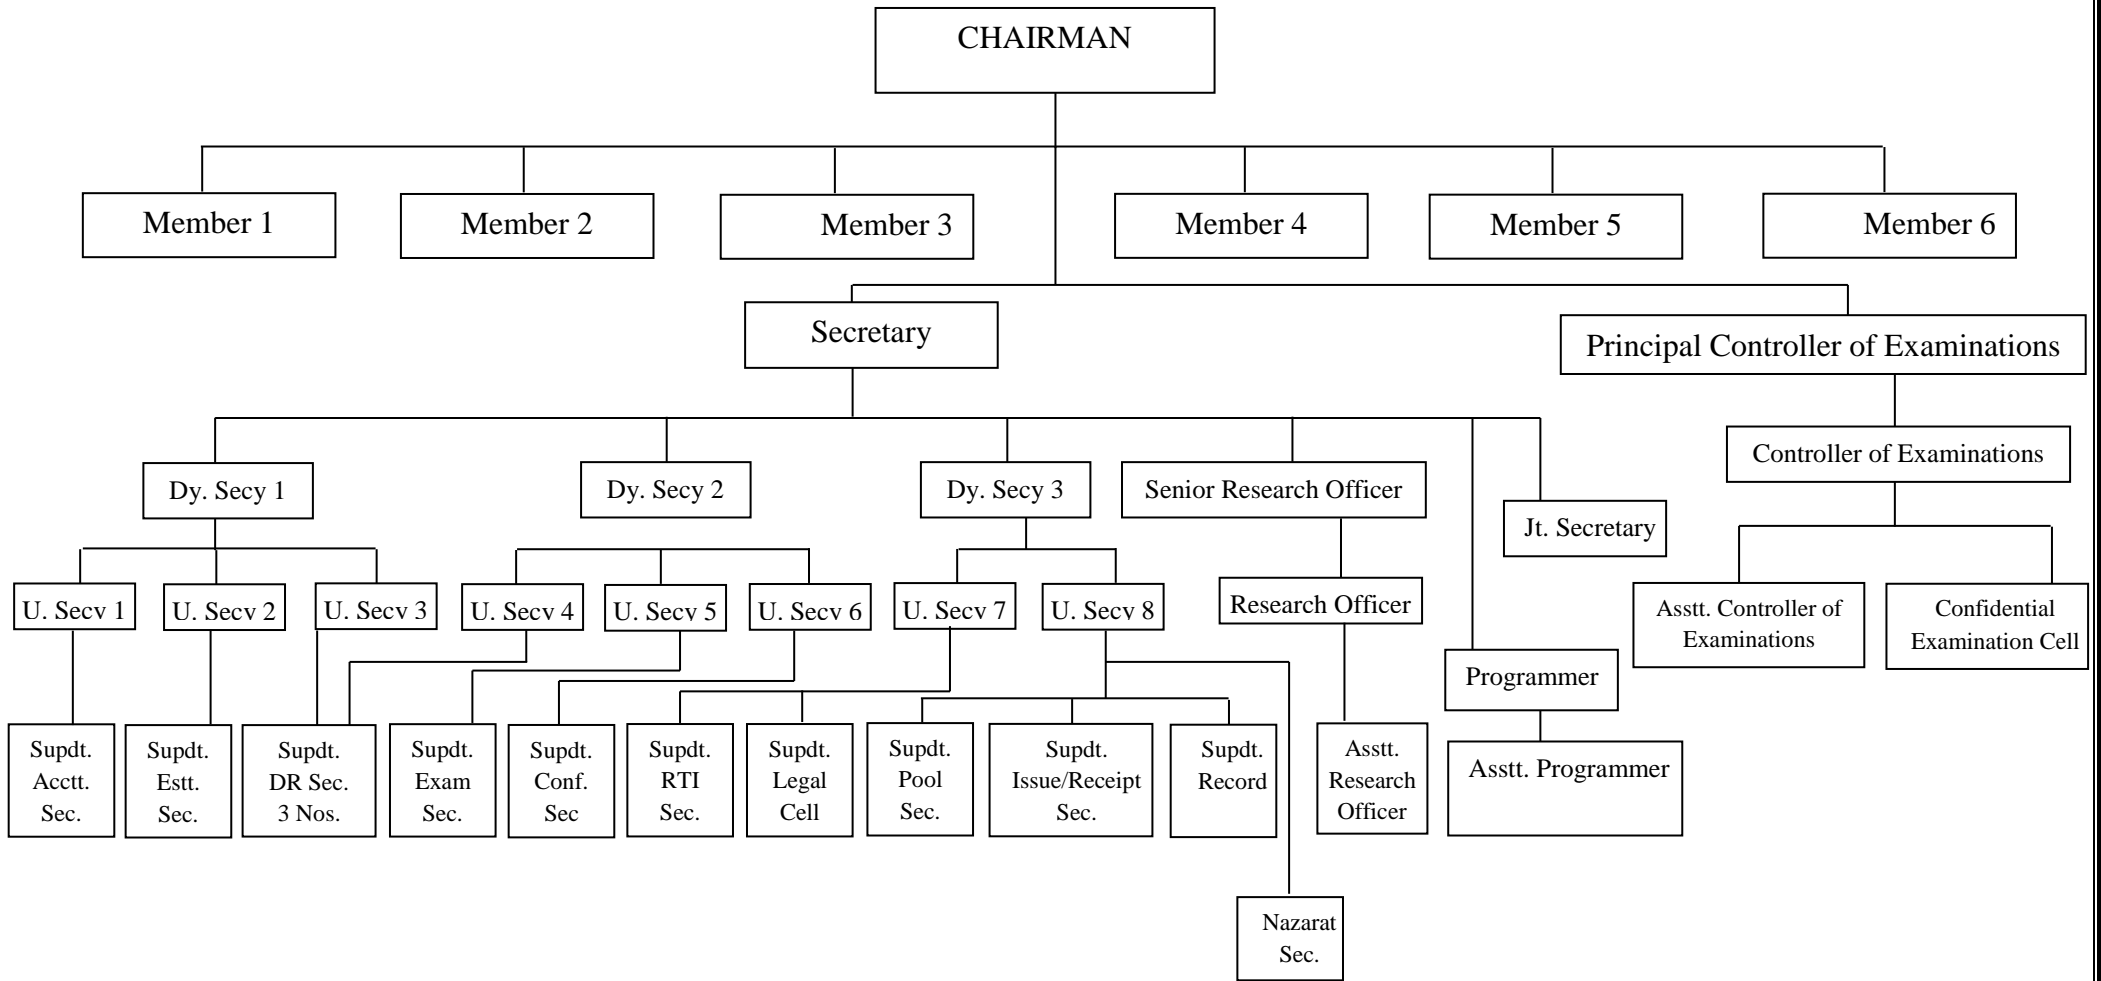 CHAIRMAN
Member 1
Member 2
Member 3
Member 4
Member 5
Member 6
Secretary
Principal Controller of Examinations
Controller of Examinations
Dy. Secy 1
Dy. Secy 2
Dy. Secy 3
Senior Research Officer
Jt. Secretary
U. Secy 1
U. Secy 2
U. Secy 3
U. Secy 4
U. Secy 5
U. Secy 6
U. Secy 7
U. Secy 8
Research Officer
Asstt. Controller of
Examinations
Confidential
Examination Cell
Programmer
Supdt.
Acctt.
Sec.
Supdt.
Estt.
Sec.
Supdt.
DR Sec.
3 Nos.
Supdt.
Exam
Sec.
Supdt.
Conf.
Sec
Supdt.
RTI
Sec.
Supdt.
Legal
Cell
Supdt.
Pool
Sec.
Supdt.
Issue/Receipt
Sec.
Supdt.
Record
Asstt.
Research
Officer
Asstt. Programmer
Nazarat
Sec.